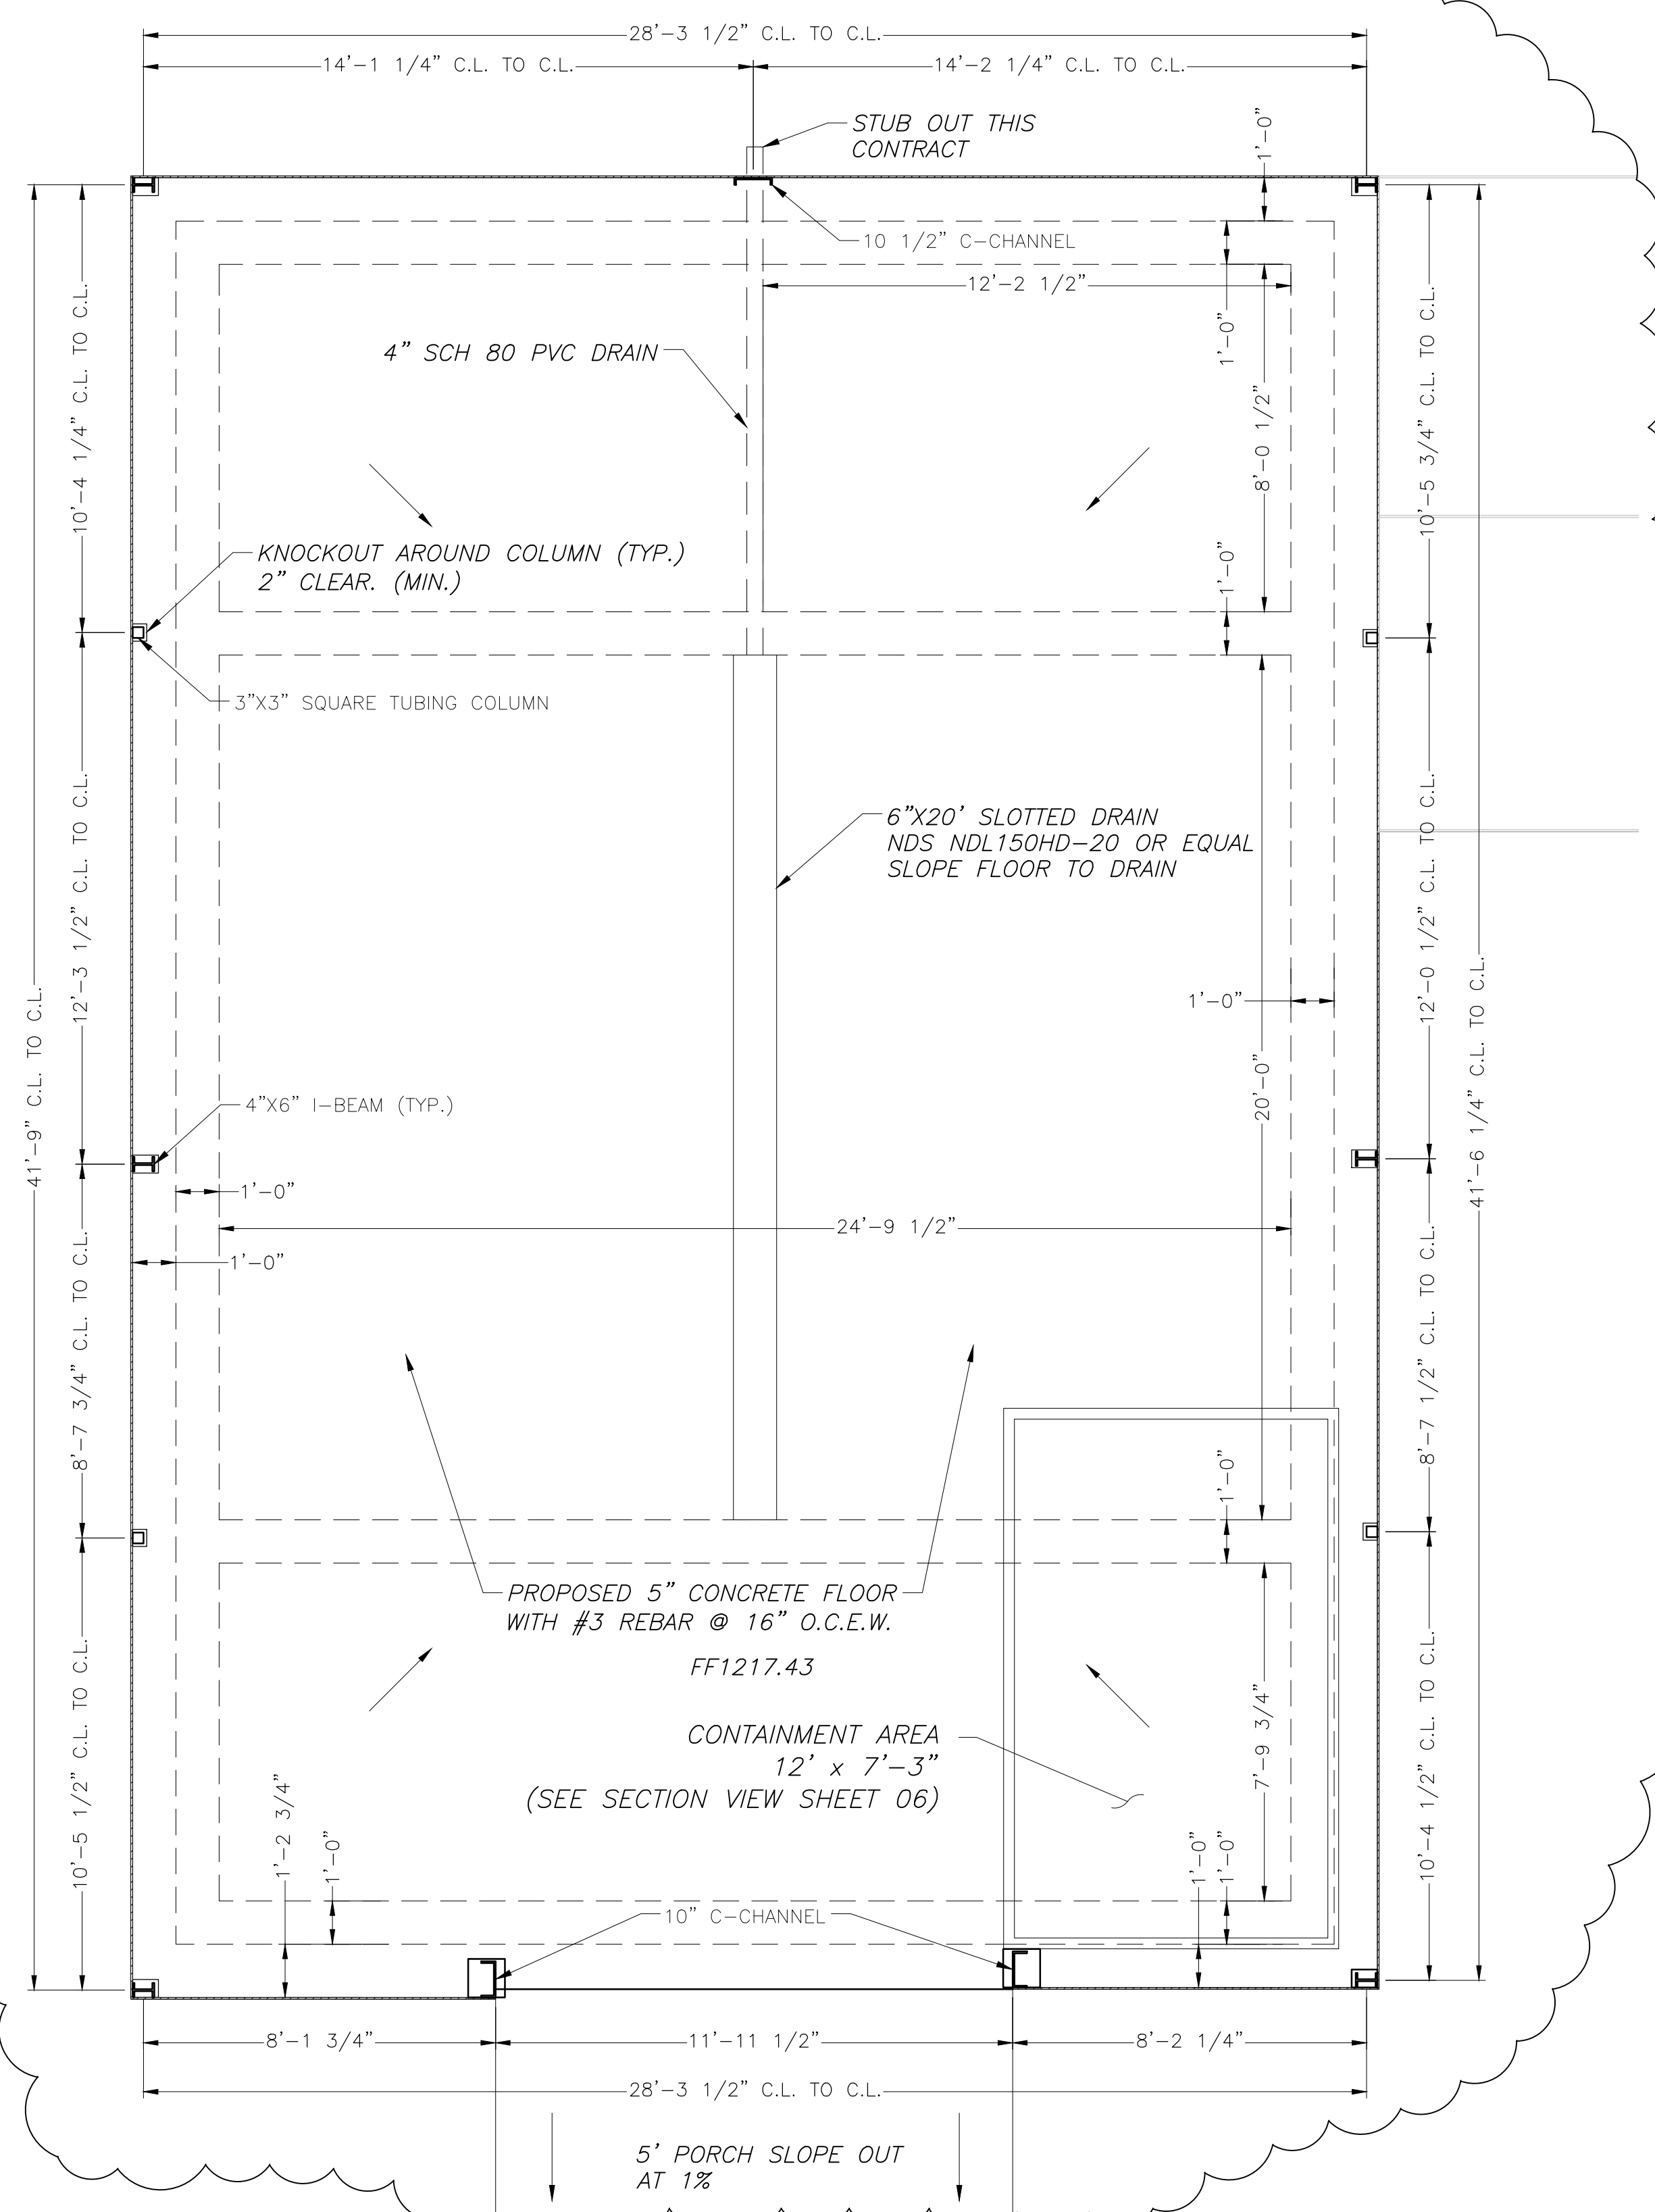 28'-3 1/2" C.L. TO C.L.
14'-1 1/4" C.L. TO C.L.
14'-2 1/4" C.L. TO C.L.
STUB OUT THIS
CONTRACT
1'-0"
10 1/2" C-CHANNEL
12'-2 1/2"
1'-0"
4" SCH 80 PVC DRAIN
8'-0 1/2"
10'-4 1/4" C.L. TO C.L.
10'-5 3/4" C.L. TO C.L.
KNOCKOUT AROUND COLUMN (TYP.)
2" CLEAR. (MIN.)
1'-0"
3"X3" SQUARE TUBING COLUMN
6"X20' SLOTTED DRAIN
NDS NDL150HD-20 OR EQUAL
SLOPE FLOOR TO DRAIN
12'-3 1/2" C.L. TO C.L.
12'-0 1/2" C.L. TO C.L.
1'-0"
41'-9" C.L. TO C.L.
41'-6 1/4" C.L. TO C.L.
20'-0"
4"X6" I-BEAM (TYP.)
1'-0"
24'-9 1/2"
1'-0"
8'-7 3/4" C.L. TO C.L.
8'-7 1/2" C.L. TO C.L.
1'-0"
PROPOSED 5" CONCRETE FLOOR
WITH #3 REBAR @ 16" O.C.E.W.
FF1217.43
10'-5 1/2" C.L. TO C.L.
10'-4 1/2" C.L. TO C.L.
7'-9 3/4"
CONTAINMENT AREA
12' x 7'-3"
(SEE SECTION VIEW SHEET 06)
1'-2 3/4"
1'-0"
1'-0"
1'-0"
10" C-CHANNEL
8'-1 3/4"
11'-11 1/2"
8'-2 1/4"
28'-3 1/2" C.L. TO C.L.
5' PORCH SLOPE OUT
AT 1%